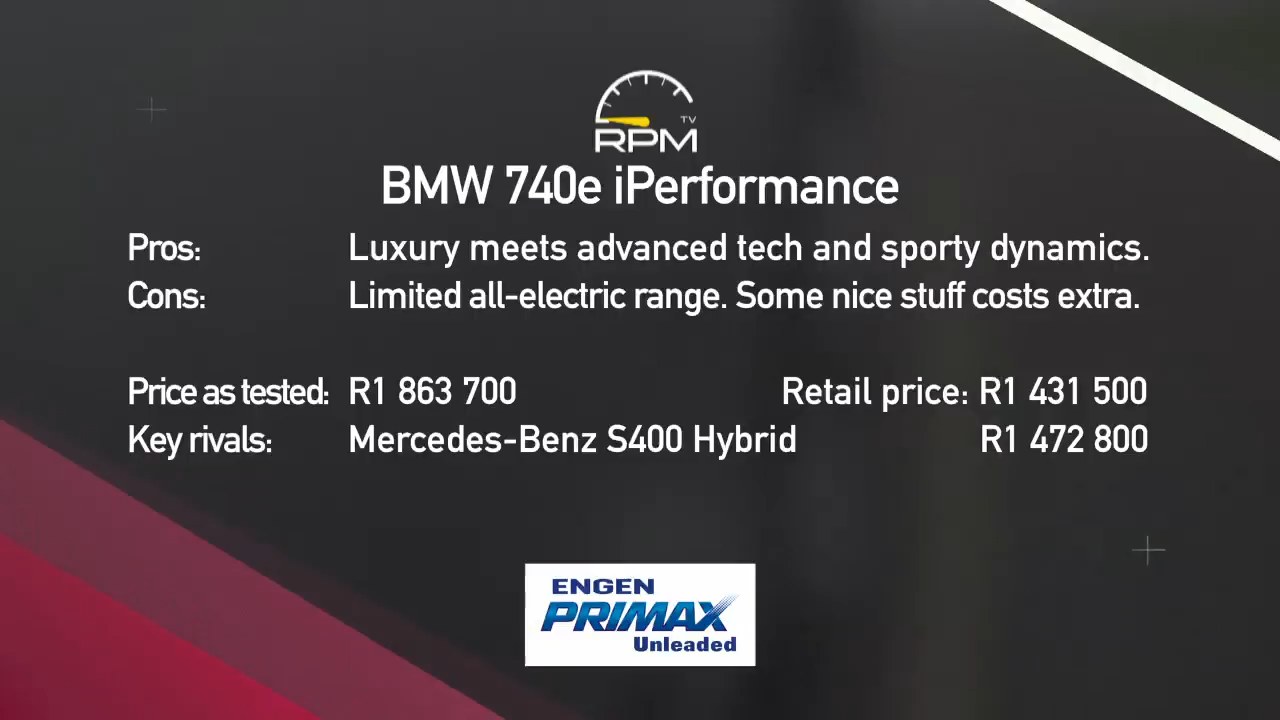 TV
RPM
BMW 740e iPerformance
Pros: Luxury meets advanced tech and sporty dynamics.
Cons: Limited all-electric range. Some nice stuff costs extra.
Price as tested: R1 863 700 Retail price: R1 431 500
Key rivals: Mercedes-Benz S400 Hybrid R1 472 800
ENGEN
PRIMAX
Unleaded